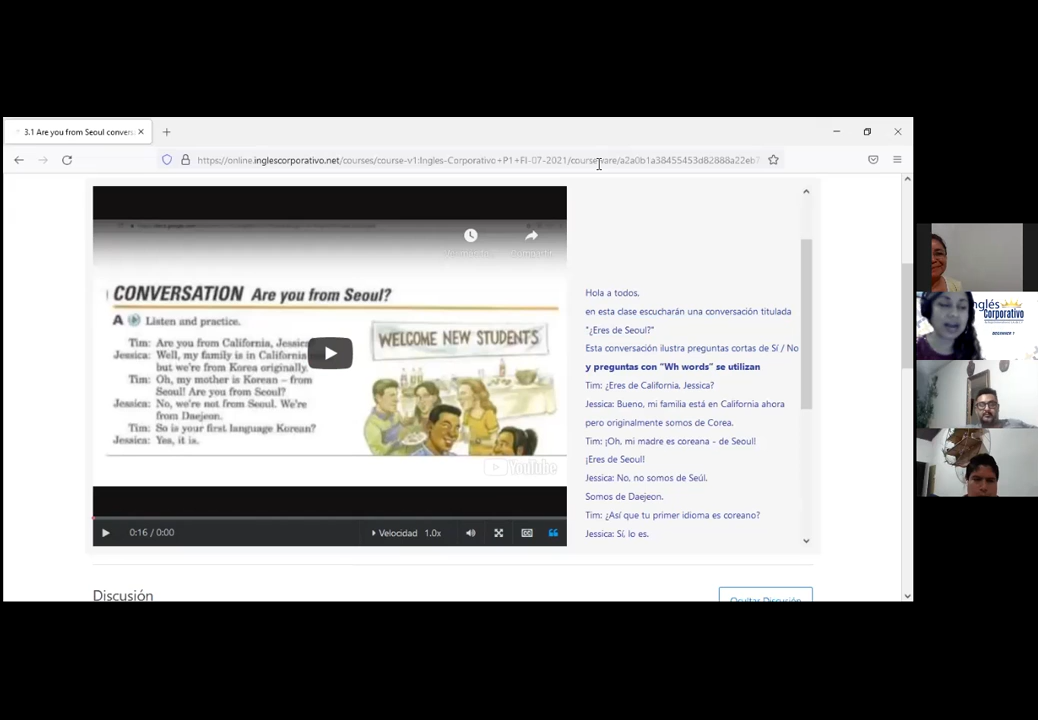 3.1 Are you from Seoul convers
https://online.inglescorporativo.net/courses/course-v1:Ingles-Corporativo+P1+FI-07-2021/courseware/a2a0b1a38455453d82888a22eb7
CONVERSATION Are you from Seoul?
A Listen and practice.
Tim: Are you from California, Jessica
Jessica: Well, my family is in California
but we're from Korea originally.
Tim: Oh, my mother is Korean – from
Seoul! Are you from Seoul?
Jessica: No, we're not from Seoul. We're
from Daejeon.
Tim: So is your first language Korean?
Jessica: Yes, it is.
WELCOME NEW STUDENTS
YouTube
0:16 / 0:00
Velocidad 1.0x
Hola a todos,
en esta clase escucharán una conversación titulada
"¿Eres de Seoul?"
Esta conversación ilustra preguntas cortas de Sí / No
y preguntas con "Wh words" se utilizan
Tim: ¿Eres de California, Jessica?
Jessica: Bueno, mi familia está en California ahora
pero originalmente somos de Corea.
Tim: ¡Oh, mi madre es coreana - de Seoul!
¡Eres de Seoul!
Jessica: No, no somos de Seúl.
Somos de Daejeon.
Tim: ¿Así que tu primer idioma es coreano?
Jessica: Sí, lo es.
Discusión
Ocultar Discusión
Inglés
Corporativo
BEGINNER 1